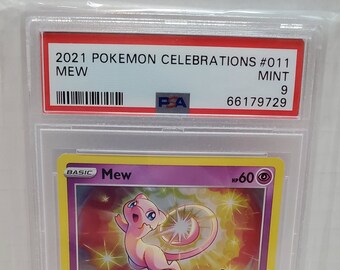 2021 POKEMON CELEBRATIONS #011
MEW MINT
9
PSA 66179729
BASIC Mew HP60